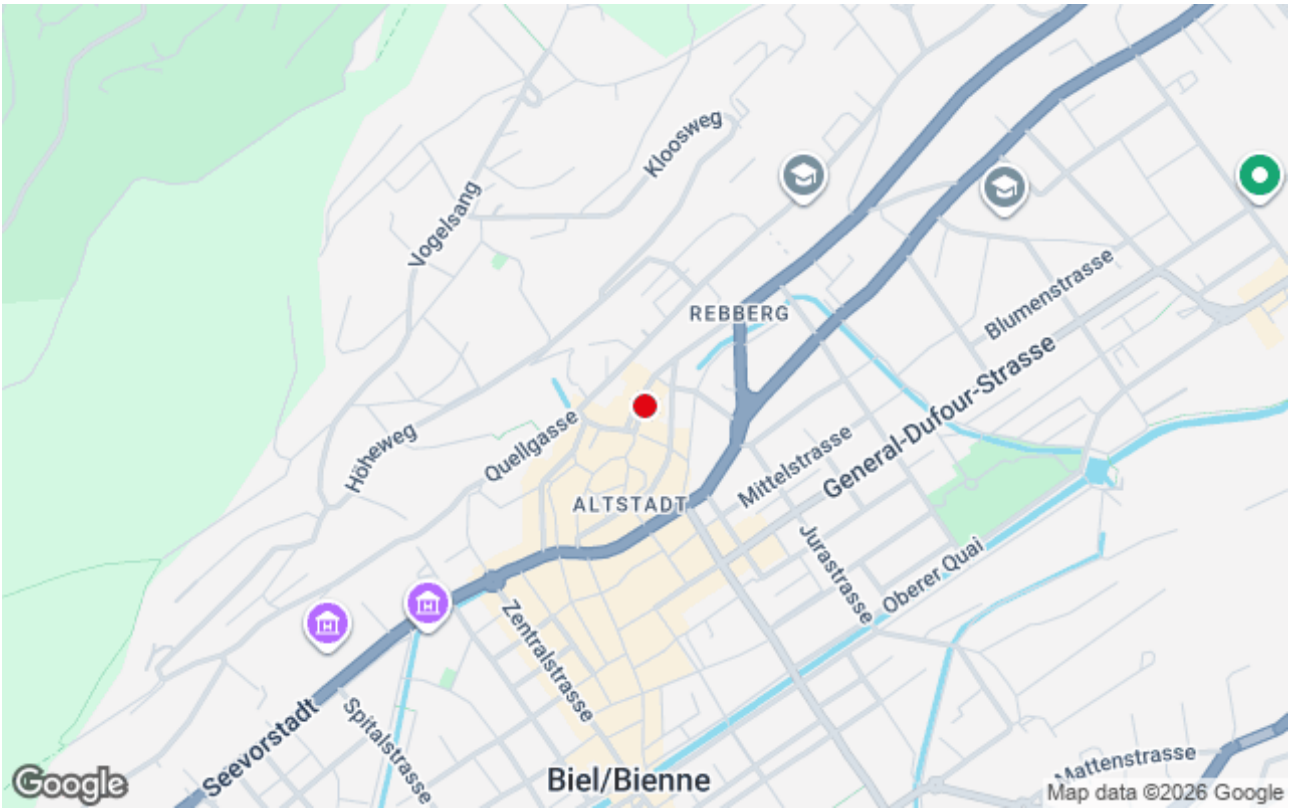 Kloosweg
Vogelsang
REBBERG
Blumenstrasse
General-Dufour-Strasse
Höheweg
Quellgasse
Mittelstrasse
ALTSTADT
Jurastrasse
Oberer Quai
Zentralstrasse
Seevorstadt
Spitalstrasse
Biel/Bienne
Mattenstrasse
Google
Map data ©2026 Google
H
H